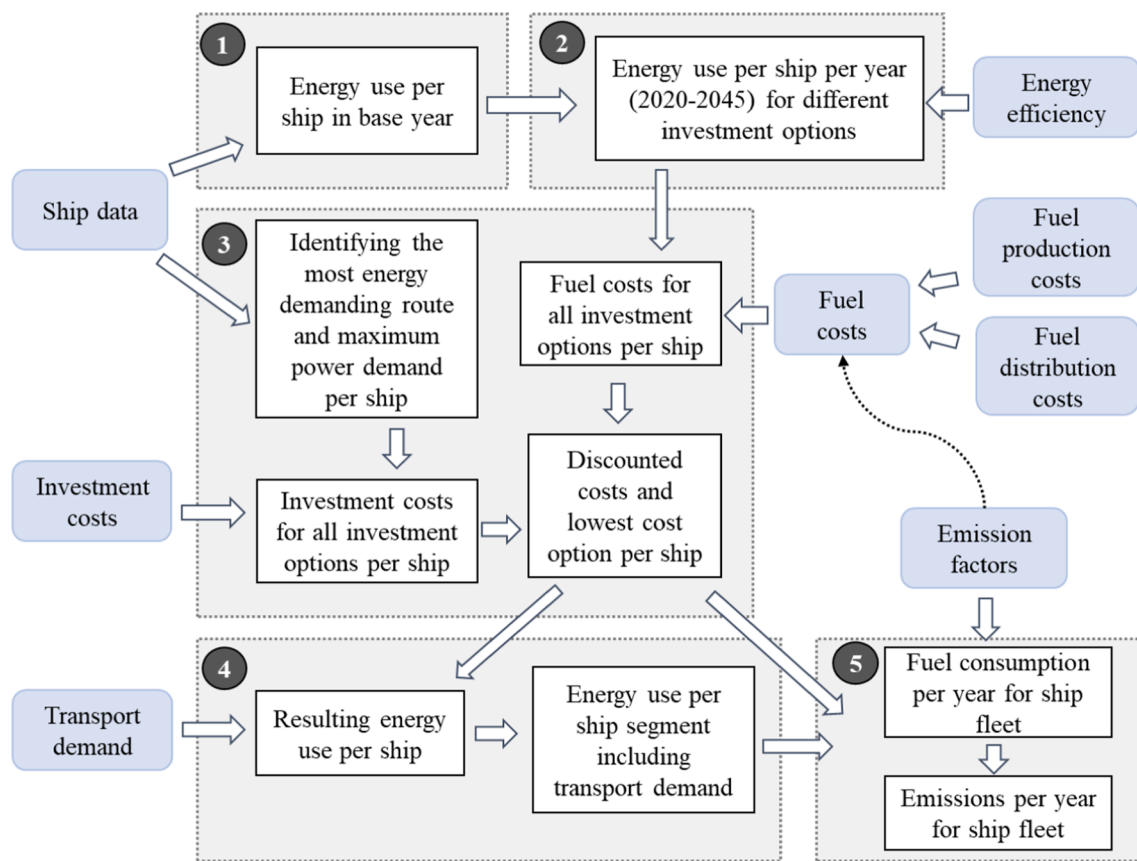 1
Energy use per
ship in base year
2
Energy use per ship per year
(2020-2045) for different
investment options
Energy
efficiency
Ship data
3
Identifying the
most energy
demanding route
and maximum
power demand
per ship
Fuel costs for
all investment
options per ship
Fuel
costs
Fuel
production
costs
Fuel
distribution
costs
Investment
costs
Investment costs
for all investment
options per ship
Discounted
costs and
lowest cost
option per ship
Emission
factors
4
Transport
demand
Resulting energy
use per ship
Energy use per
ship segment
including
transport demand
5
Fuel consumption
per year for ship
fleet
Emissions per year
for ship fleet